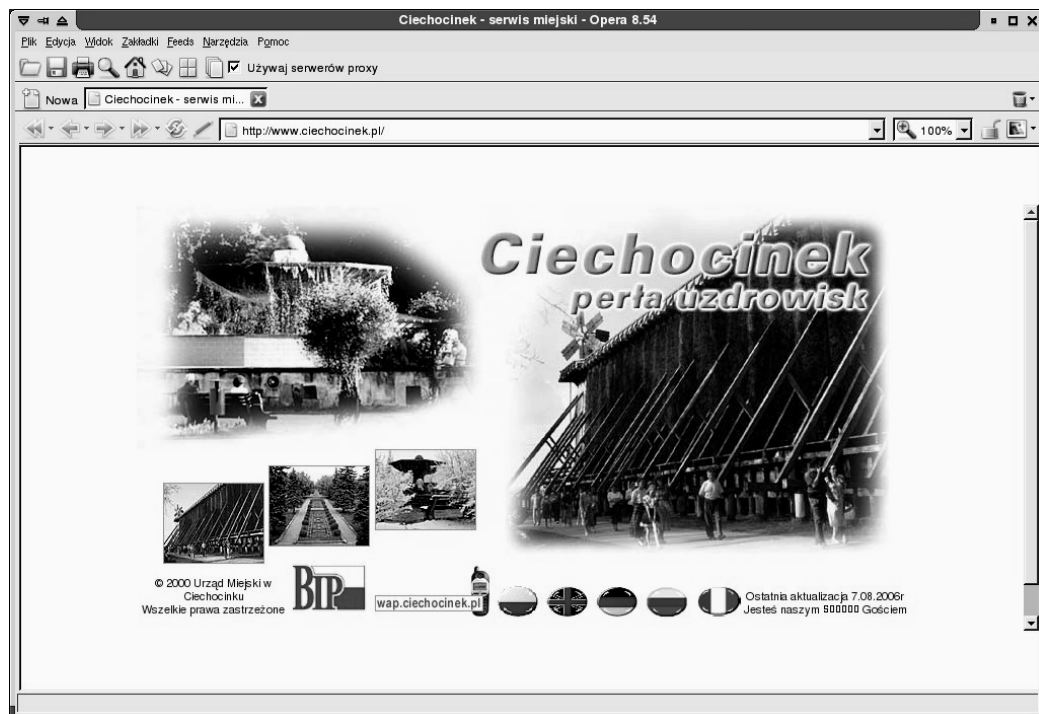 Ciechocinek - serwis miejski - Opera 8.54
Plik Edycja Widok Zakładki Feeds Narzędzia Pomoc
Używaj serwerów proxy
Nowa Ciechocinek - serwis mi...
http://www.ciechocinek.pl/ 100%
Ciechocinek
perła uzdrowisk
© 2000 Urząd Miejski w
Ciechocinku
Wszelkie prawa zastrzeżone
BIP
wap.ciechocinek.pl
Ostatnia aktualizacja 7.08.2006r
Jesteś naszym 500000 Gościem